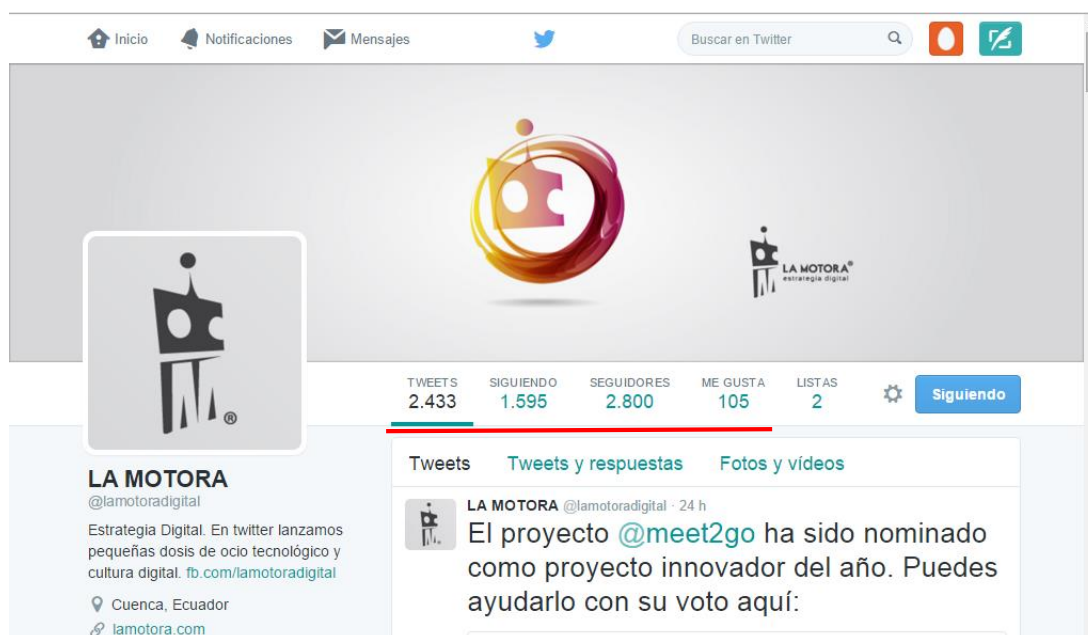 Inicio Notificaciones Mensajes Buscar en Twitter
LA MOTORA®
estrategia digital
TWEETS SIGUIENDO SEGUIDORES ME GUSTA LISTAS
2.433 1.595 2.800 105 2 Siguiendo
®
LA MOTORA
@lamotoradigital
Estrategia Digital. En twitter lanzamos
pequeñas dosis de ocio tecnológico y
cultura digital. fb.com/lamotoradigital
Cuenca, Ecuador
lamotora.com
Tweets Tweets y respuestas Fotos y vídeos
LA MOTORA @lamotoradigital · 24 h
El proyecto @meet2go ha sido nominado
como proyecto innovador del año. Puedes
ayudarlo con su voto aquí: